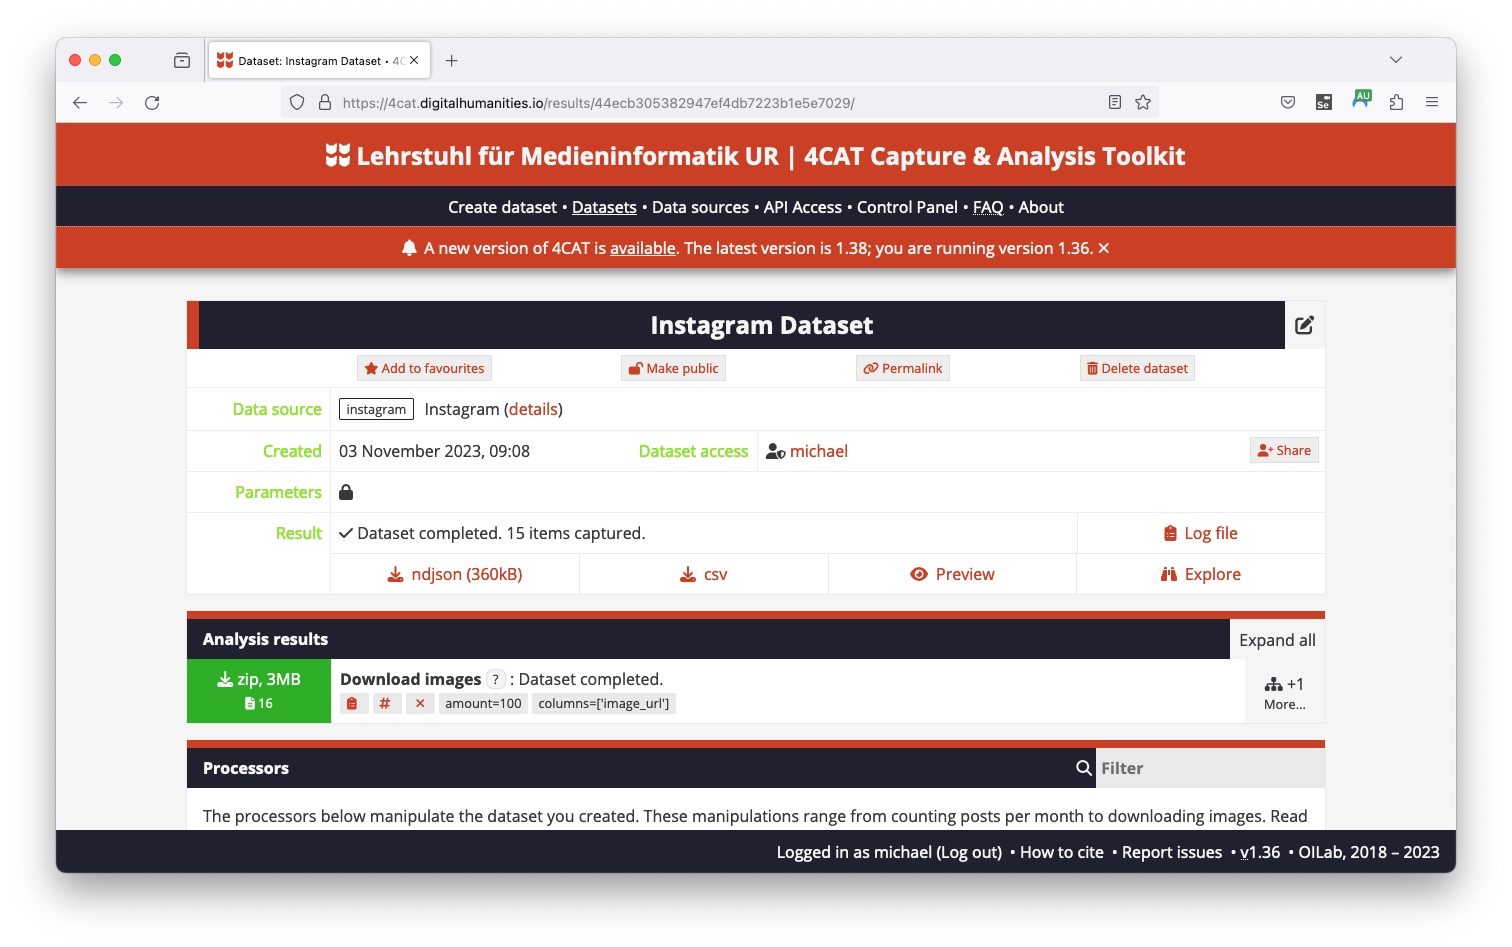 Dataset: Instagram Dataset • 4C
AU
https://4cat.digitalhumanities.io/results/44ecb305382947ef4db7223b1e5e7029/
Se
Lehrstuhl für Medieninformatik UR | 4CAT Capture & Analysis Toolkit
Create dataset • Datasets • Data sources • API Access • Control Panel • FAQ • About
A new version of 4CAT is available. The latest version is 1.38; you are running version 1.36. ✕
Instagram Dataset
Add to favourites Make public Permalink Delete dataset
Data source instagram Instagram (details)
Created 03 November 2023, 09:08 Dataset access michael Share
Parameters
Result Dataset completed. 15 items captured. Log file
ndjson (360kB) csv Preview Explore
Analysis results Expand all
zip, 3MB Download images ? : Dataset completed. +1
16 # ✕ amount=100 columns=['image_url'] More...
Processors Filter
The processors below manipulate the dataset you created. These manipulations range from counting posts per month to downloading images. Read
Logged in as michael (Log out) • How to cite • Report issues • v1.36 • OILab, 2018 – 2023